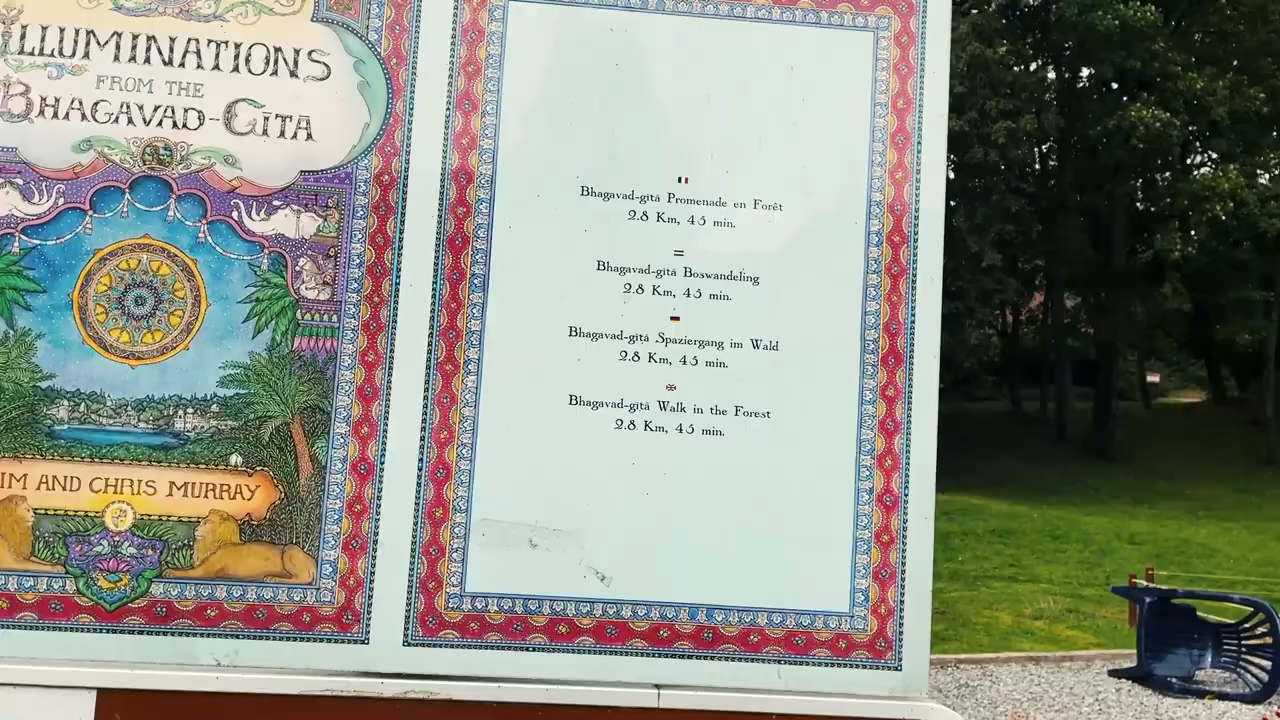 ILLUMINATIONS
FROM THE
BHAGAVAD-GĪTĀ
AND CHRIS MURRAY
Bhagavad-gītā Promenade en Forêt
2.8 Km, 45 min.
Bhagavad-gītā Boswandeling
2.8 Km, 45 min.
Bhagavad-gītā Spaziergang im Wald
2.8 Km, 45 min.
Bhagavad-gītā Walk in the Forest
2.8 Km, 45 min.